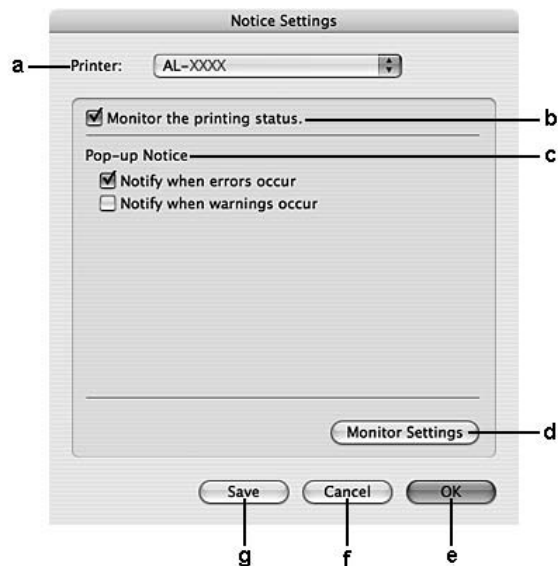 Notice Settings
a Printer: AL-XXXX
Monitor the printing status. b
Pop-up Notice c
Notify when errors occur
Notify when warnings occur
Monitor Settings d
Save Cancel OK
g f e